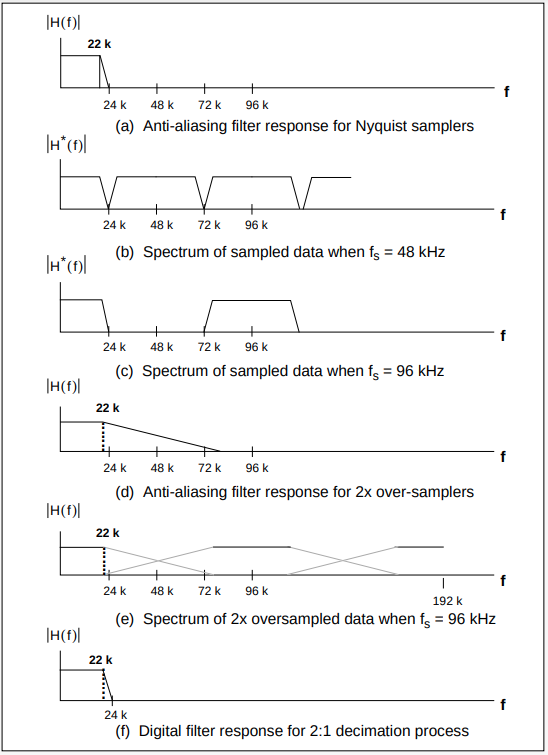 |H(f)|
22 k
f
24 k 48 k 72 k 96 k
(a) Anti-aliasing filter response for Nyquist samplers
|H*(f)|
f
24 k 48 k 72 k 96 k
(b) Spectrum of sampled data when fs = 48 kHz
|H*(f)|
f
24 k 48 k 72 k 96 k
(c) Spectrum of sampled data when fs = 96 kHz
|H(f)|
22 k
f
24 k 48 k 72 k 96 k
(d) Anti-aliasing filter response for 2x over-samplers
|H(f)|
22 k
f
24 k 48 k 72 k 96 k
192 k
(e) Spectrum of 2x oversampled data when fs = 96 kHz
|H(f)|
22 k
f
24 k
(f) Digital filter response for 2:1 decimation process